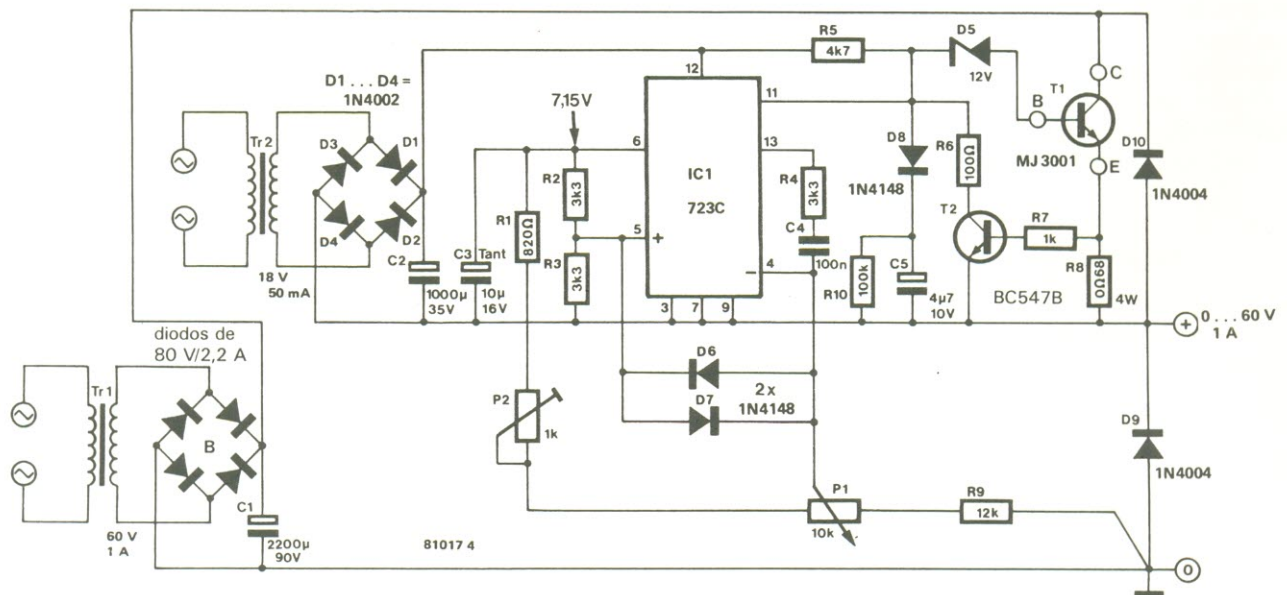 R5
4k7
D5
12V
12
D1 . . . D4 =
1N4002
11
7,15V
T1
C
B
E
MJ3001
D10
1N4004
Tr2
D3
D1
D4
D2
6
13
IC1
723C
R2
3k3
R4
3k3
D8
1N4148
R6
100Ω
T2
R7
1k
R1
820Ω
5
+
C4
100n
4
−
R3
3k3
C3
Tant
10µ
16V
C2
1000µ
35V
18 V
50 mA
3
7
9
R10
100k
C5
4µ7
10V
BC547B
R8
0Ω68
4W
+
0 . . . 60 V
1 A
diodos de
80 V/2,2 A
Tr1
B
D6
D7
2x
1N4148
P2
1k
D9
1N4004
P1
10k
R9
12k
C1
2200µ
90V
60 V
1 A
81017 4
0